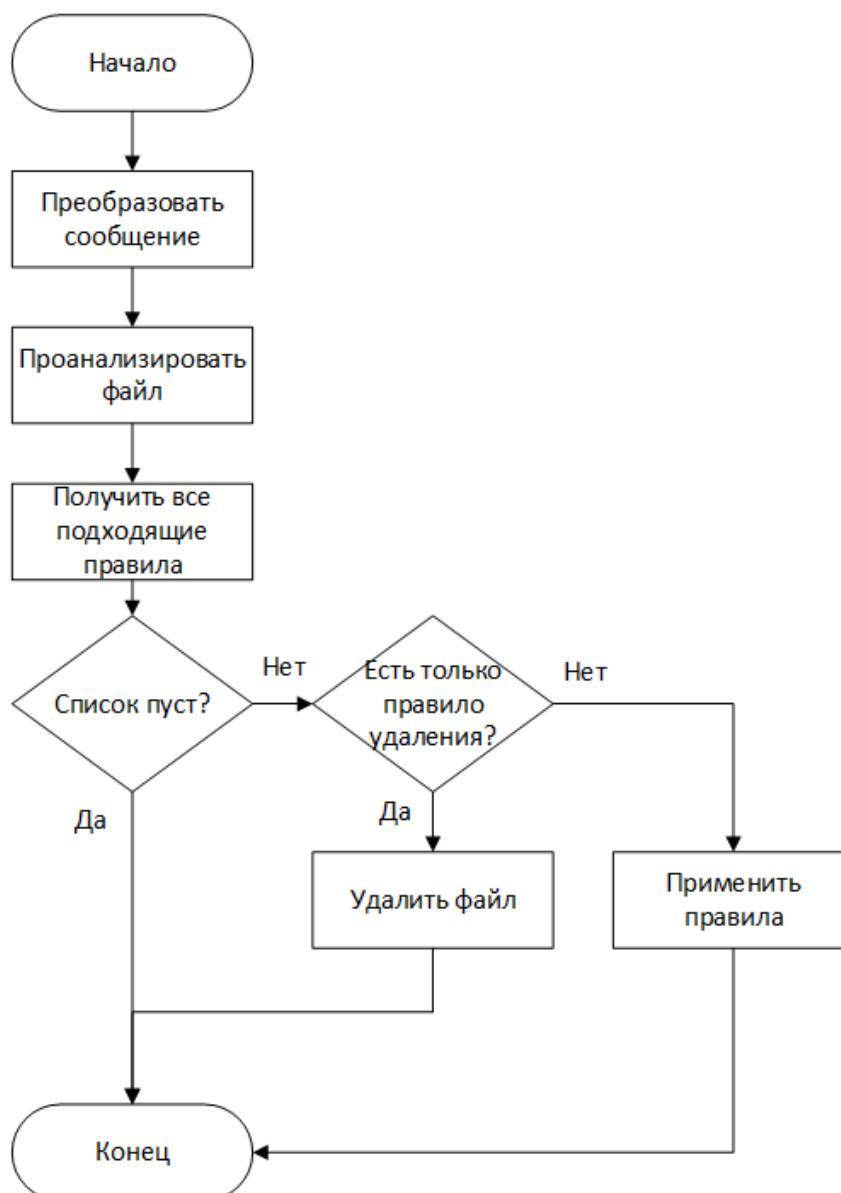 Начало
Преобразовать
сообщение
Проанализировать
файл
Получить все
подходящие
правила
Список пуст?
Нет
Есть только
правило
удаления?
Нет
Да
Да
Удалить файл
Применить
правила
Конец